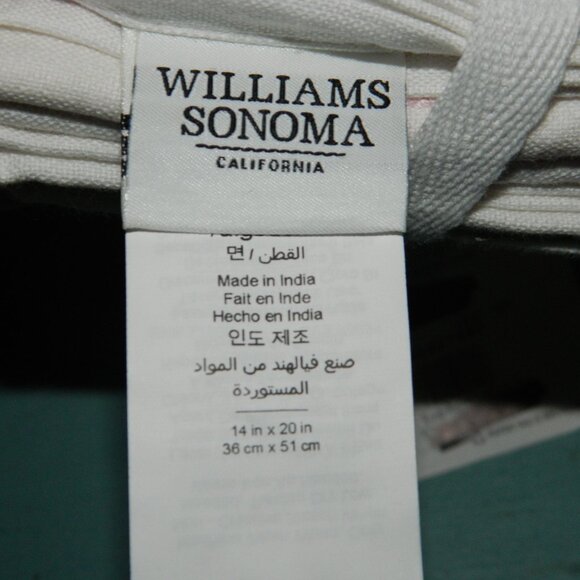 WILLIAMS
SONOMA
CALIFORNIA
القطن / 면
Made in India
Fait en Inde
Hecho en India
인도 제조
صنع فيالهند من المواد
المستوردة
14 in x 20 in
36 cm x 51 cm